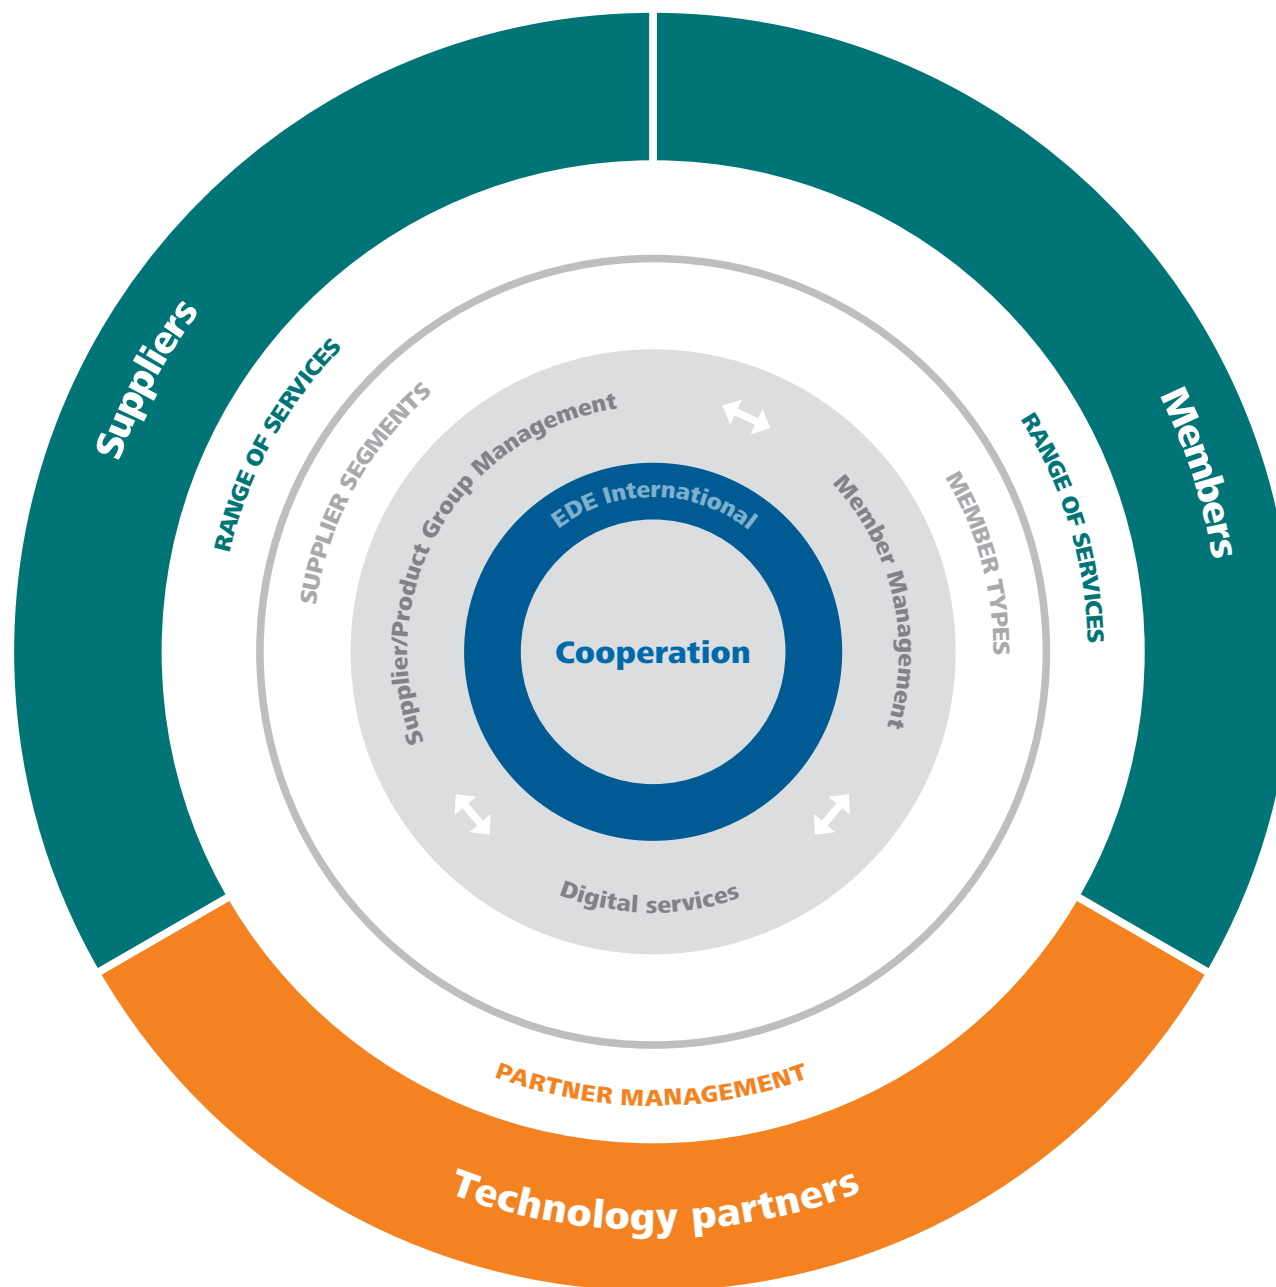 Suppliers
Members
RANGE OF SERVICES
SUPPLIER SEGMENTS
Supplier/Product Group Management
EDE International
Cooperation
Member Management
MEMBER TYPES
RANGE OF SERVICES
Digital services
PARTNER MANAGEMENT
Technology partners